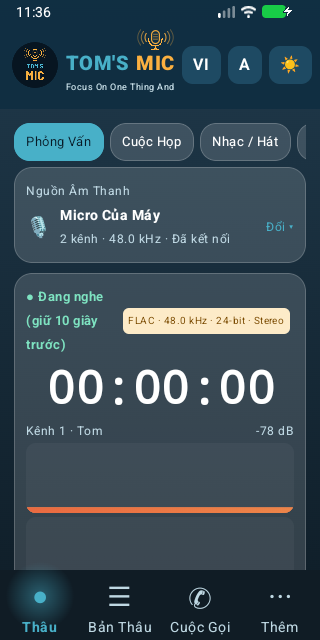 11:36
TOM'S MIC
TOM'S MIC
Focus On One Thing And
VI
A
Phỏng Vấn
Cuộc Họp
Nhạc / Hát
Nguồn Âm Thanh
Micro Của Máy
2 kênh · 48.0 kHz · Đã kết nối
Đổi
● Đang nghe
(giữ 10 giây
trước)
FLAC · 48.0 kHz · 24-bit · Stereo
00:00:00
Kênh 1 · Tom
-78 dB
Thâu
Bản Thâu
Cuộc Gọi
Thêm